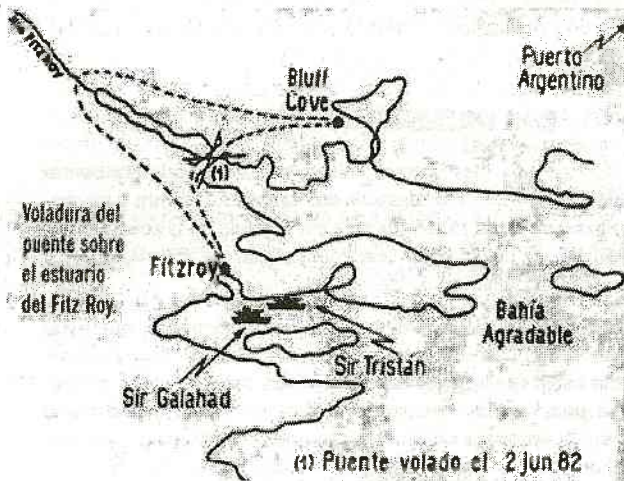 FITZ ROY
Puerto
Argentino
Bluff
Cove
(1)
Voladura del
puente sobre
el estuario
del Fitz Roy.
Fitzroy
Bahía
Agradable
Sir Tristán
Sir Galahad
(1) Puente volado el 2 jun 82